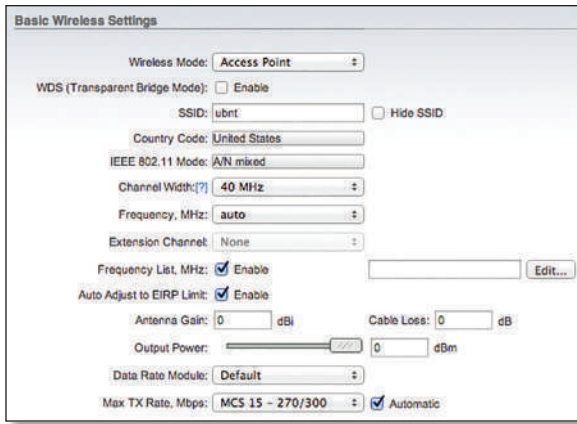 Basic Wireless Settings
Wireless Mode: Access Point
WDS (Transparent Bridge Mode): Enable
SSID: ubnt Hide SSID
Country Code: United States
IEEE 802.11 Mode: A/N mixed
Channel Width:[?] 40 MHz
Frequency, MHz: auto
Extension Channel: None
Frequency List, MHz: Enable Edit...
Auto Adjust to EIRP Limit: Enable
Antenna Gain: 0 dBi Cable Loss: 0 dB
Output Power: 0 dBm
Data Rate Module: Default
Max TX Rate, Mbps: MCS 15 - 270/300 Automatic